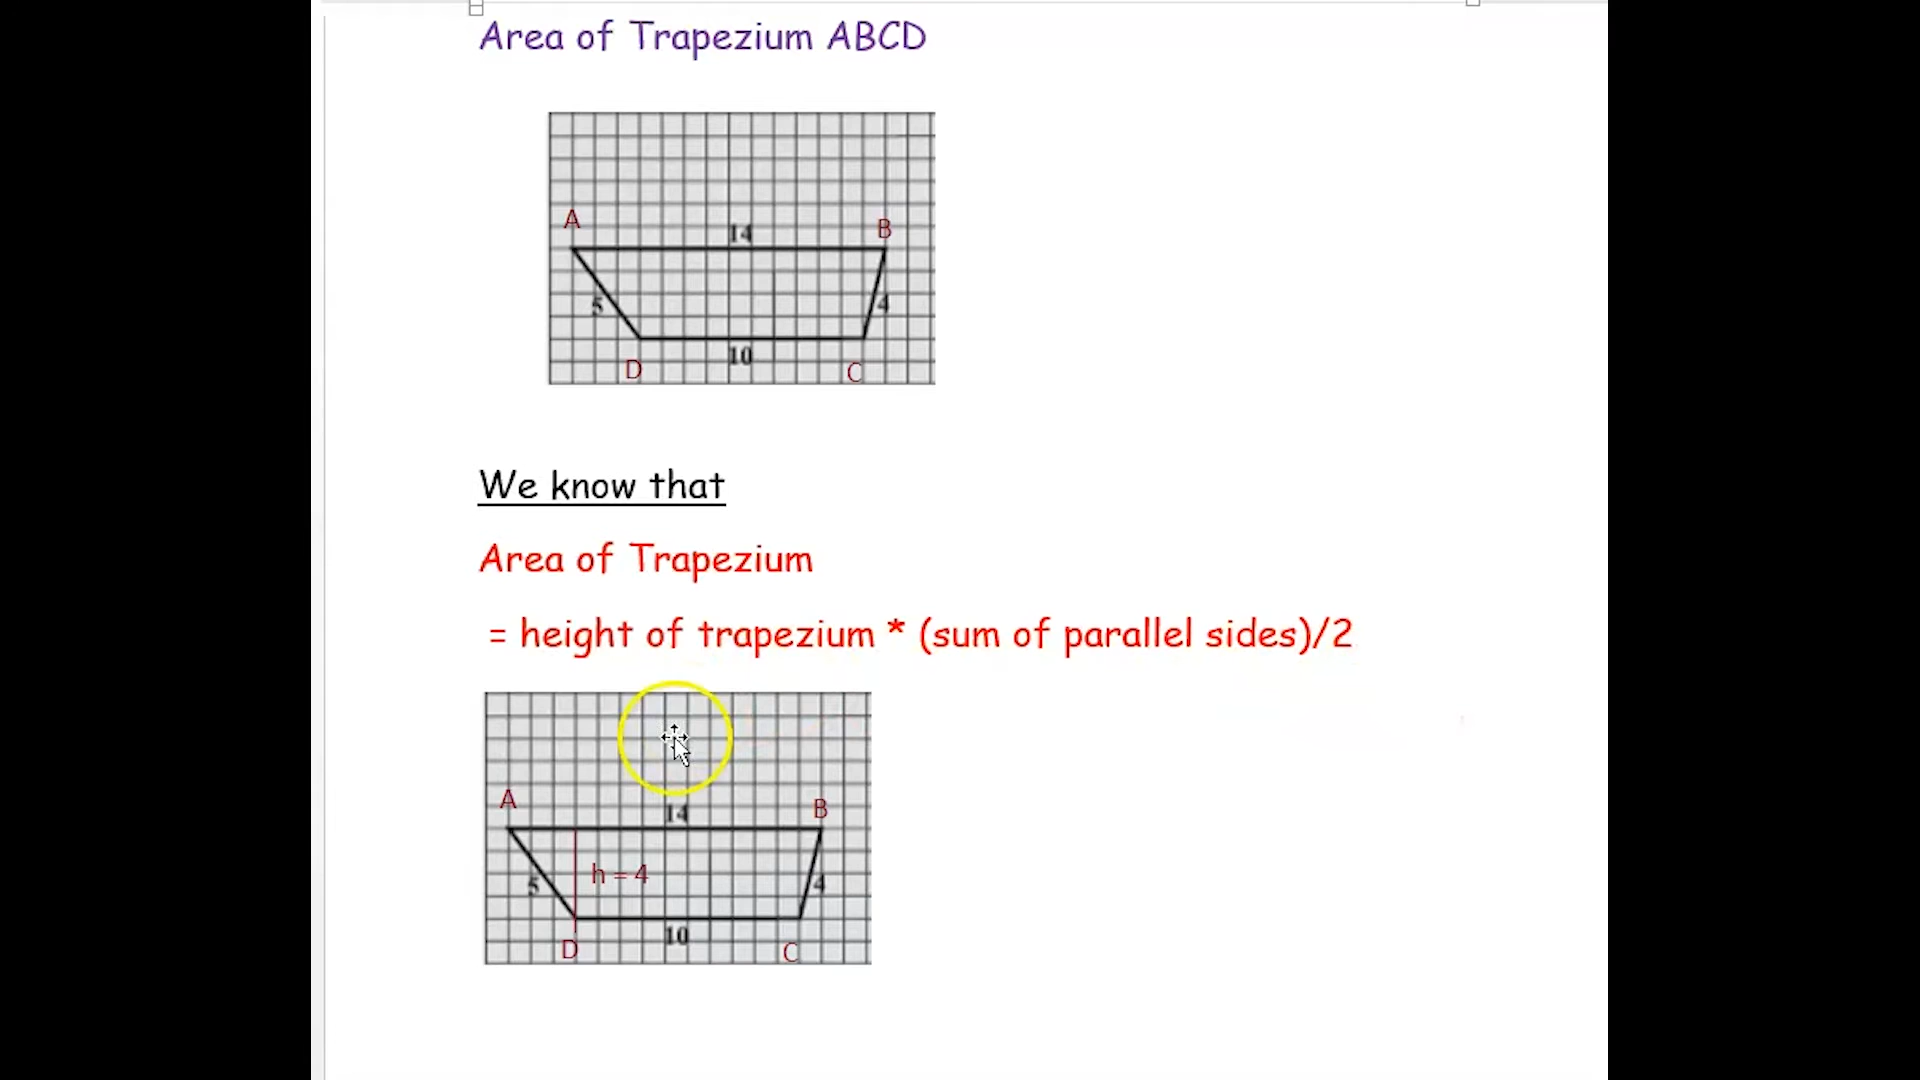 Area of Trapezium ABCD
A
B
14
5
4
10
D
C
We know that
Area of Trapezium
= height of trapezium * (sum of parallel sides)/2
A
B
14
h = 4
5
4
10
D
C